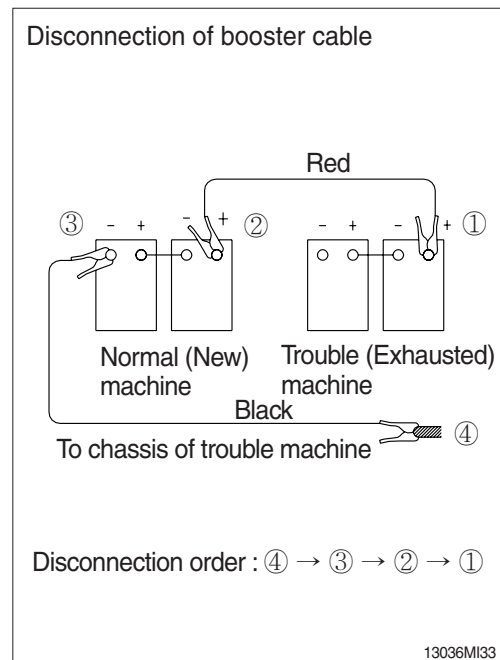 Disconnection of booster cable
Red
③ - + - + ② - + - + ①
Normal (New) machine
Trouble (Exhausted) machine
Black
To chassis of trouble machine ④
Disconnection order : ④ → ③ → ② → ①
13036MI33